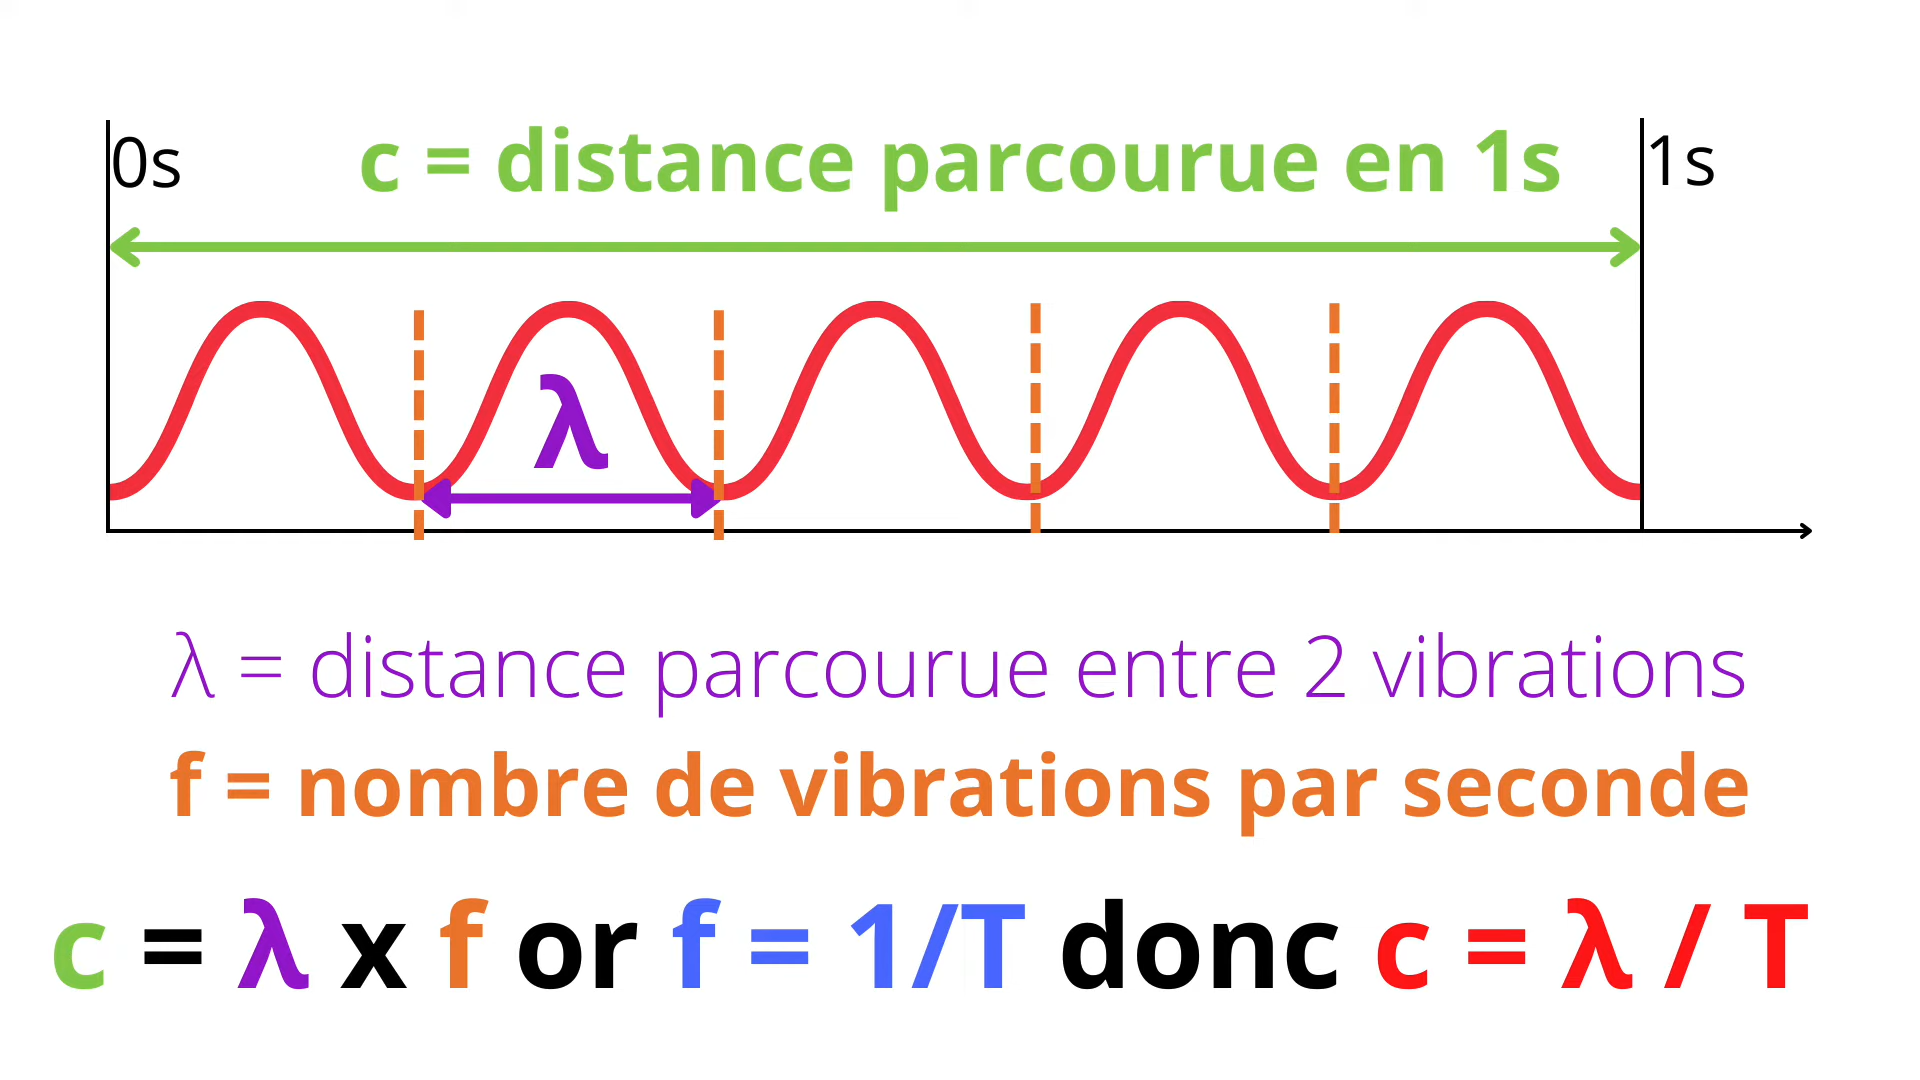 0s c = distance parcourue en 1s 1s
λ
λ = distance parcourue entre 2 vibrations
f = nombre de vibrations par seconde
c = λ x f or f = 1/T donc c = λ / T